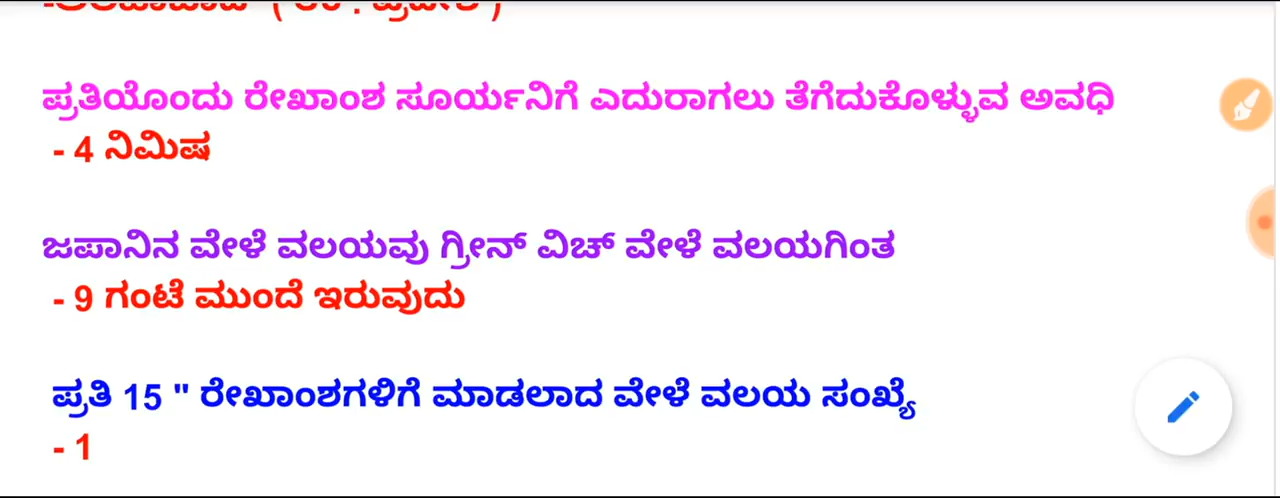 ಪ್ರತಿಯೊಂದು ರೇಖಾಂಶ ಸೂರ್ಯನಿಗೆ ಎದುರಾಗಲು ತೆಗೆದುಕೊಳ್ಳುವ ಅವಧಿ
- 4 ನಿಮಿಷ
ಜಪಾನಿನ ವೇಳೆ ವಲಯವು ಗ್ರೀನ್ ವಿಚ್ ವೇಳೆ ವಲಯಗಿಂತ
- 9 ಗಂಟೆ ಮುಂದೆ ಇರುವುದು
ಪ್ರತಿ 15 " ರೇಖಾಂಶಗಳಿಗೆ ಮಾಡಲಾದ ವೇಳೆ ವಲಯ ಸಂಖ್ಯೆ
- 1